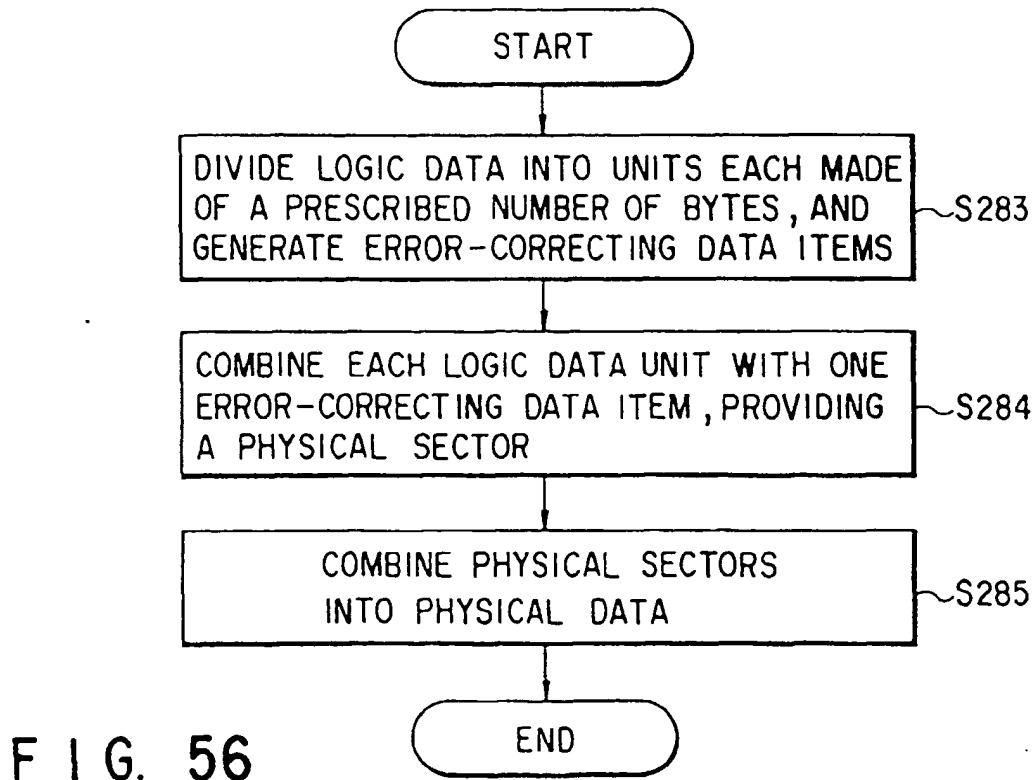 START
DIVIDE LOGIC DATA INTO UNITS EACH MADE
OF A PRESCRIBED NUMBER OF BYTES, AND
GENERATE ERROR-CORRECTING DATA ITEMS
S283
COMBINE EACH LOGIC DATA UNIT WITH ONE
ERROR-CORRECTING DATA ITEM, PROVIDING
A PHYSICAL SECTOR
S284
COMBINE PHYSICAL SECTORS
INTO PHYSICAL DATA
S285
END
FIG. 56